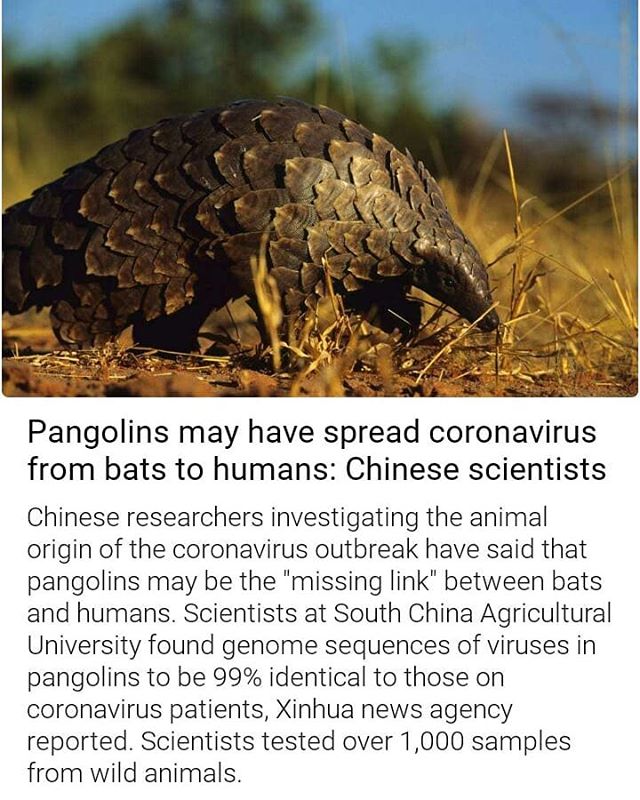 Pangolins may have spread coronavirus
from bats to humans: Chinese scientists
Chinese researchers investigating the animal
origin of the coronavirus outbreak have said that
pangolins may be the "missing link" between bats
and humans. Scientists at South China Agricultural
University found genome sequences of viruses in
pangolins to be 99% identical to those on
coronavirus patients, Xinhua news agency
reported. Scientists tested over 1,000 samples
from wild animals.